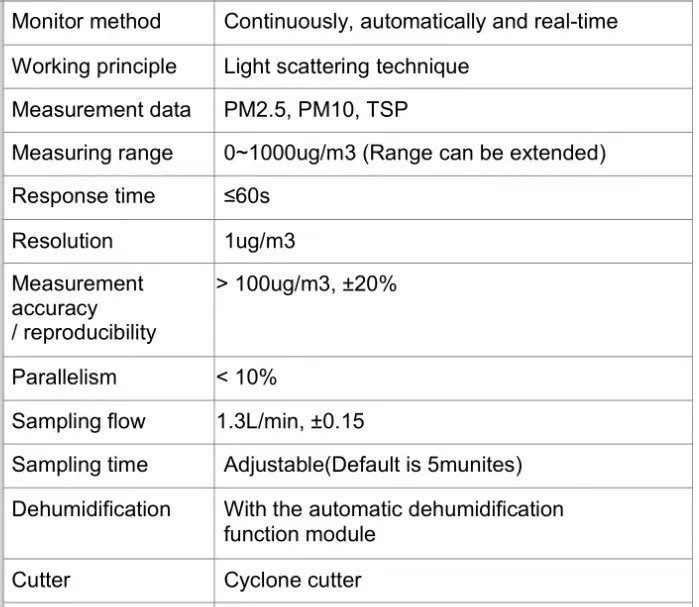 Monitor method Continuously, automatically and real-time
Working principle Light scattering technique
Measurement data PM2.5, PM10, TSP
Measuring range 0~1000ug/m3 (Range can be extended)
Response time ≤60s
Resolution 1ug/m3
Measurement > 100ug/m3, ±20%
accuracy
/ reproducibility
Parallelism < 10%
Sampling flow 1.3L/min, ±0.15
Sampling time Adjustable(Default is 5munites)
Dehumidification With the automatic dehumidification
function module
Cutter Cyclone cutter